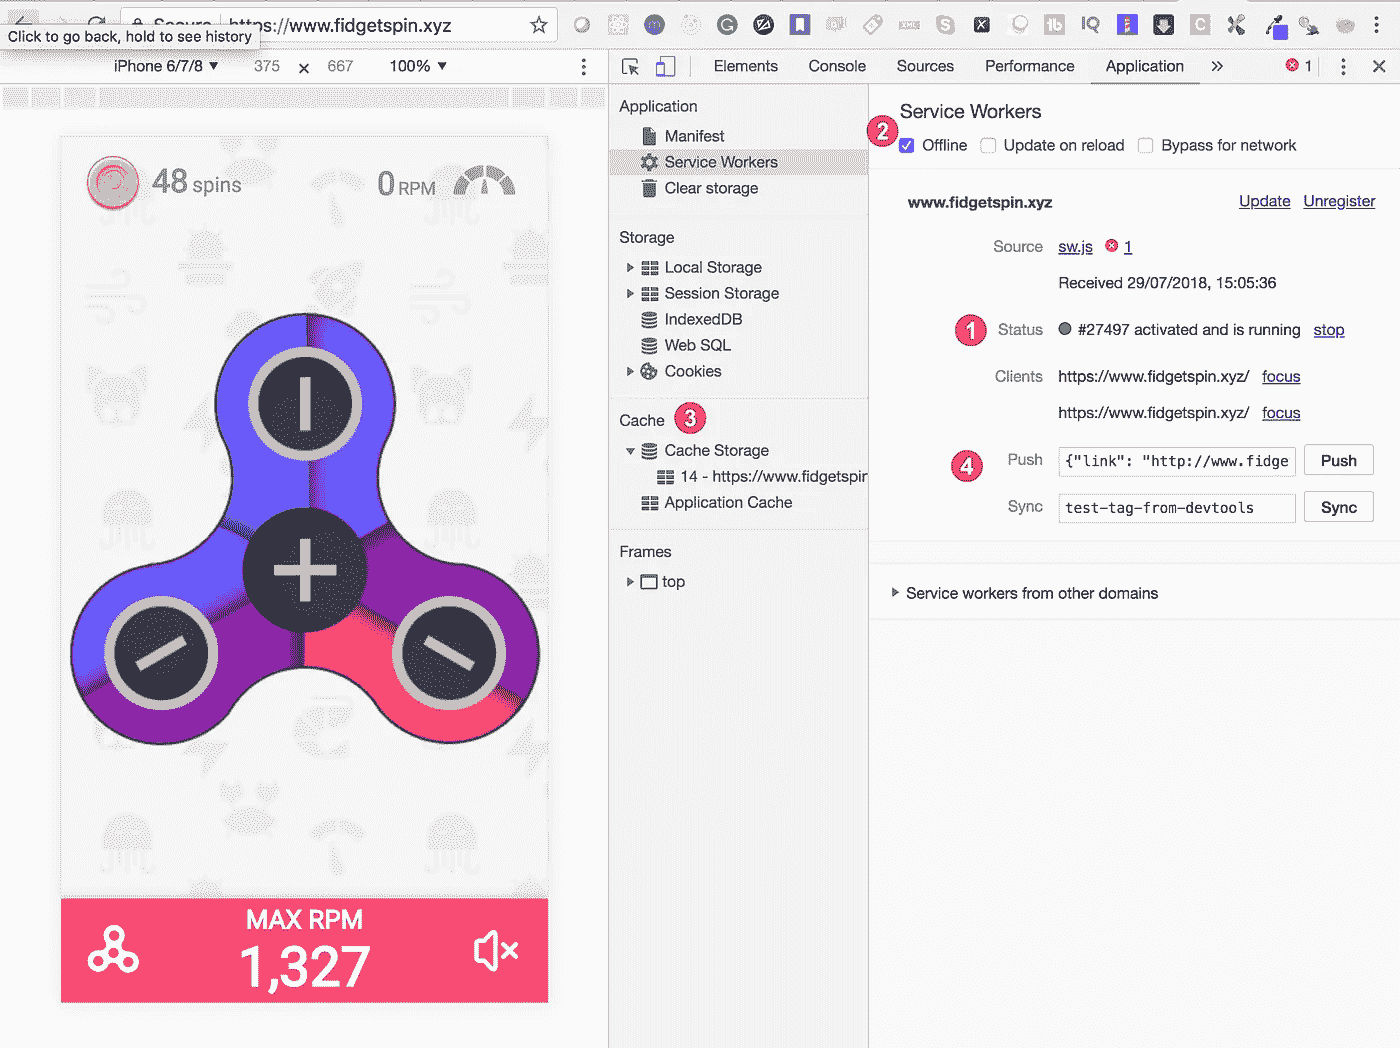 Secure https://www.fidgetspin.xyz
Click to go back, hold to see history
iPhone 6/7/8 ▼ 375 × 667 100% ▼
Elements Console Sources Performance Application » 1
48 spins
0 RPM
MAX RPM
1,327
Application
Manifest
Service Workers
Clear storage
Storage
Local Storage
Session Storage
IndexedDB
Web SQL
Cookies
Cache 3
Cache Storage
14 - https://www.fidgetspin
Application Cache
Frames
top
Service Workers
2 Offline Update on reload Bypass for network
www.fidgetspin.xyz Update Unregister
Source sw.js 1
Received 29/07/2018, 15:05:36
1 Status #27497 activated and is running stop
Clients https://www.fidgetspin.xyz/ focus
https://www.fidgetspin.xyz/ focus
4 Push {"link": "http://www.fidge Push
Sync test-tag-from-devtools Sync
Service workers from other domains